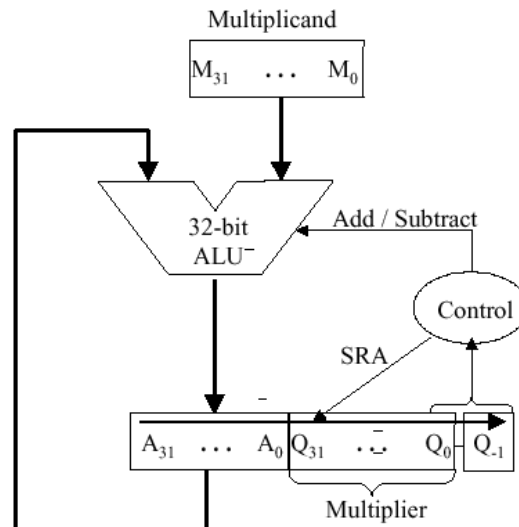 Multiplicand
M31 ... M0
32-bit
ALU
Add / Subtract
Control
SRA
A31 ... A0 Q31 ... Q0 Q-1
Multiplier